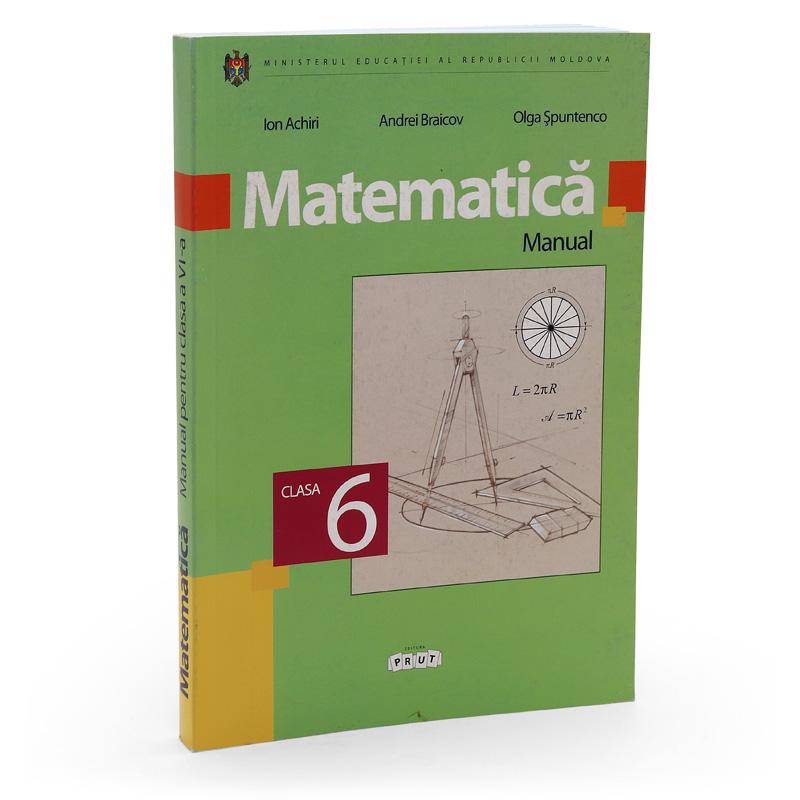 MINISTERUL EDUCAȚIEI AL REPUBLICII MOLDOVA
Ion Achiri Andrei Braicov Olga Șpuntenco
Matematică
Manual
πR
πR
L = 2πR
𝒜 = πR²
CLASA 6
EDITURA
PRUT
Matematică Manual pentru clasa a VI-a